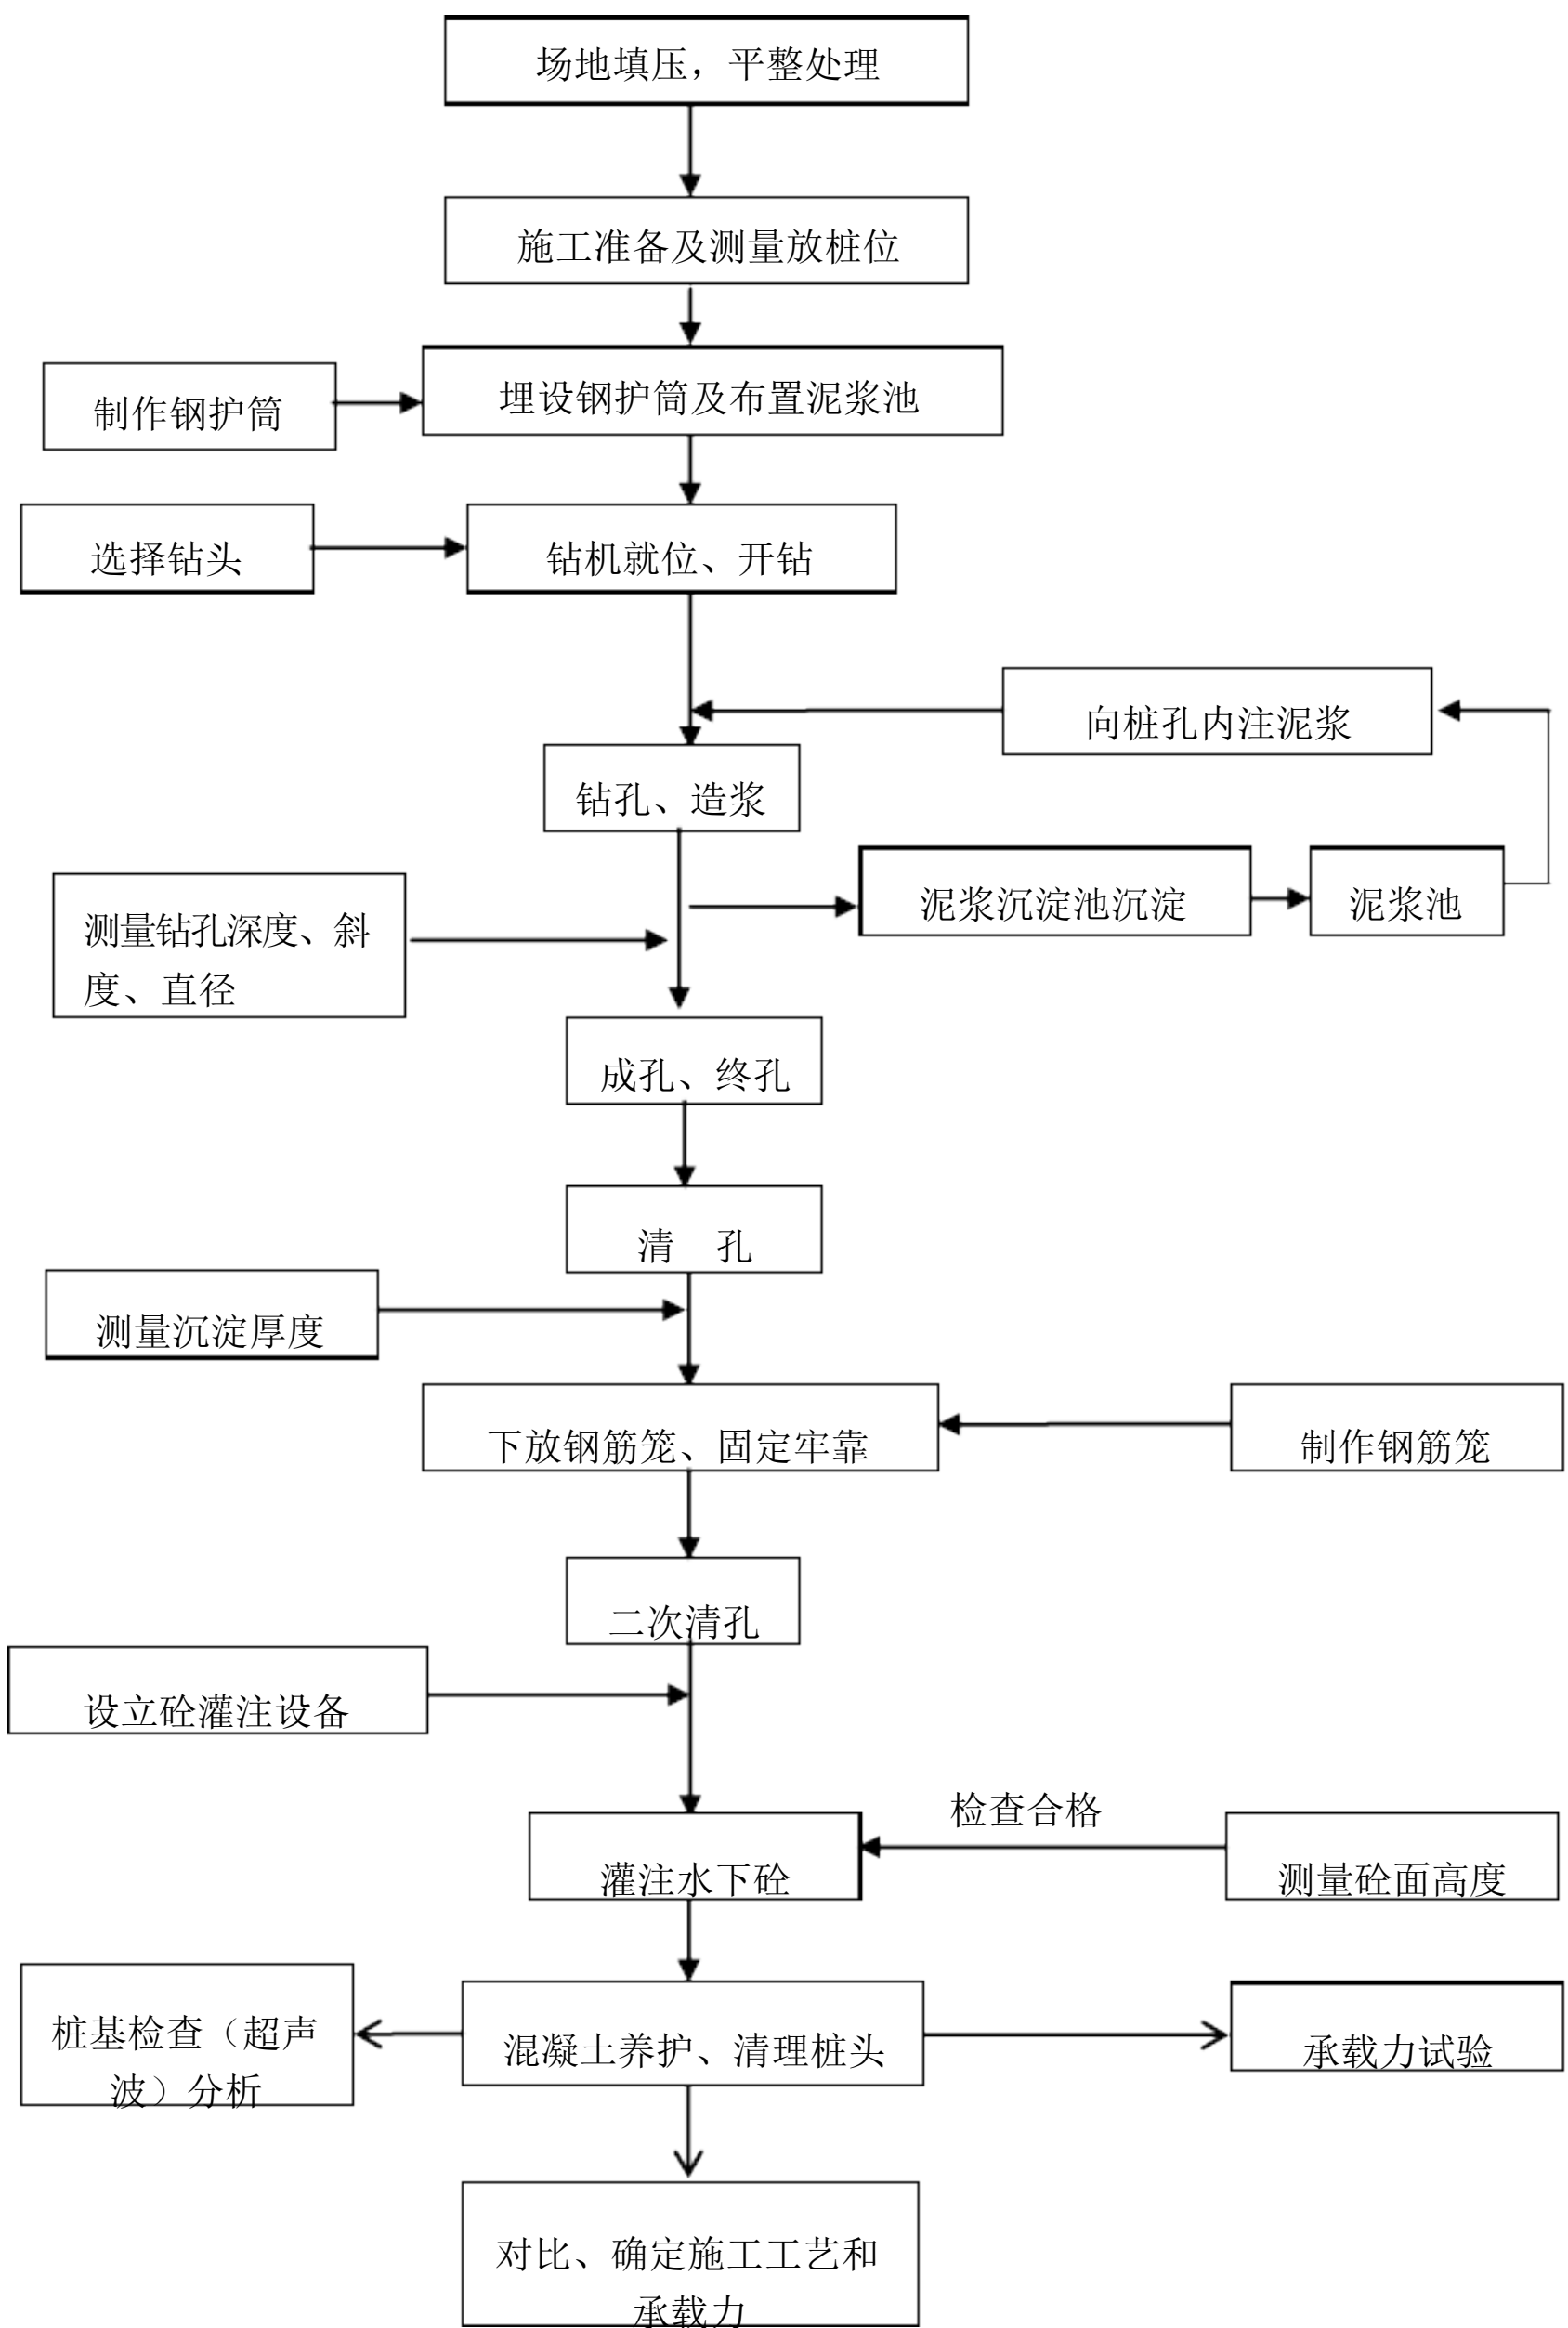 场地填压，平整处理
施工准备及测量放桩位
制作钢护筒
埋设钢护筒及布置泥浆池
选择钻头
钻机就位、开钻
向桩孔内注泥浆
钻孔、造浆
泥浆沉淀池沉淀
泥浆池
测量钻孔深度、斜
度、直径
成孔、终孔
清 孔
测量沉淀厚度
下放钢筋笼、固定牢靠
制作钢筋笼
二次清孔
设立砼灌注设备
检查合格
灌注水下砼
测量砼面高度
桩基检查（超声
波）分析
混凝土养护、清理桩头
承载力试验
对比、确定施工工艺和
承载力